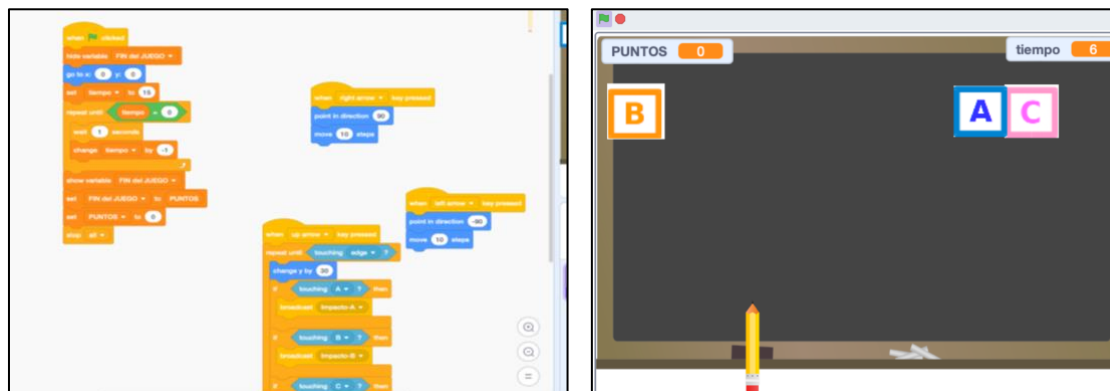 when clicked
hide variable FIN del JUEGO
go to x: 0 y: 0
set tiempo to 15
repeat until tiempo = 0
wait 1 seconds
change tiempo by -1
show variable FIN del JUEGO
set FIN del JUEGO to PUNTOS
set PUNTOS to 0
stop all
when right arrow key pressed
point in direction 90
move 10 steps
when left arrow key pressed
point in direction -90
move 10 steps
when up arrow key pressed
repeat until touching edge ?
change y by 30
if touching A ? then
broadcast Impacto-A
if touching B ? then
broadcast Impacto-B
if touching C ? then
PUNTOS 0
tiempo 6
B
A C